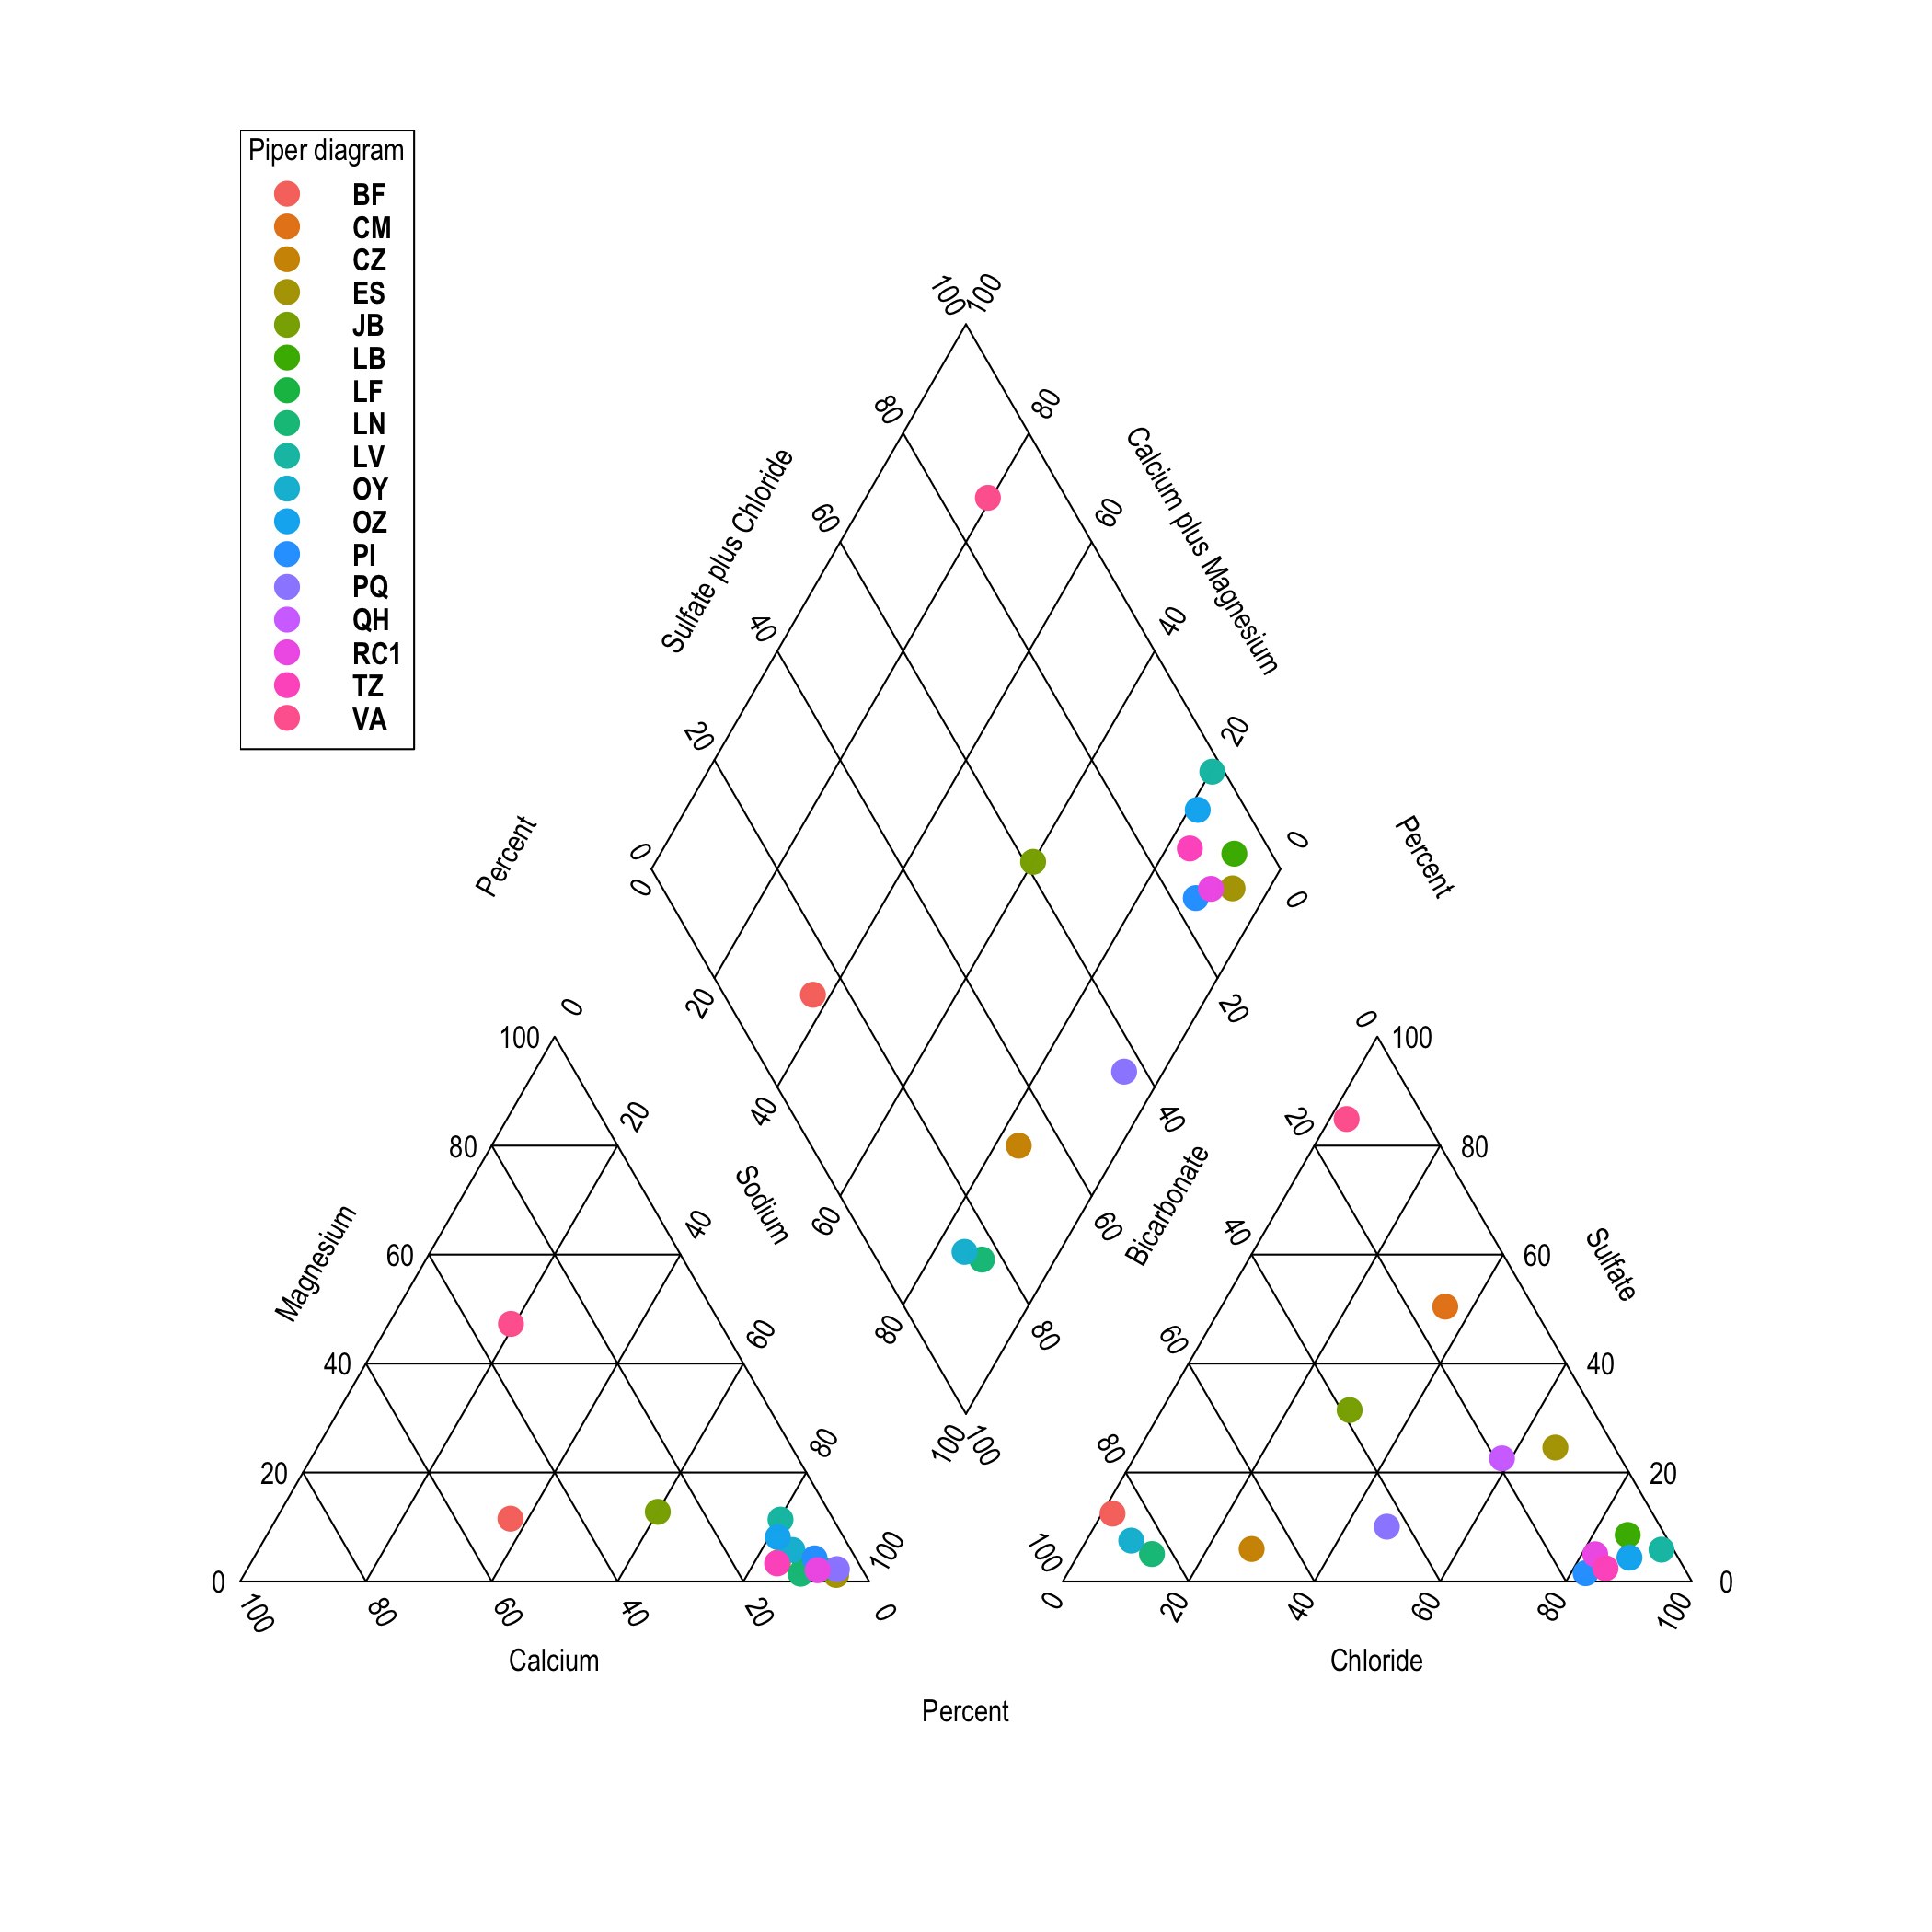 Piper diagram
BF
CM
CZ
ES
JB
LB
LF
LN
LV
OY
OZ
PI
PQ
QH
RC1
TZ
VA
100 100
80 80
60 60
40 40
20 20
0 0
0 0
20 20
40 40
60 60
80 80
100 100
Sulfate plus Chloride
Calcium plus Magnesium
Percent
Percent
Sodium
Bicarbonate
Magnesium
Sulfate
100 0
80 20
60 40
40 60
20 80
0 100
100 80 60 40 20 0
Calcium
0 100
20 80
40 60
60 40
80 20
100 0
0 20 40 60 80 100
Chloride
Percent